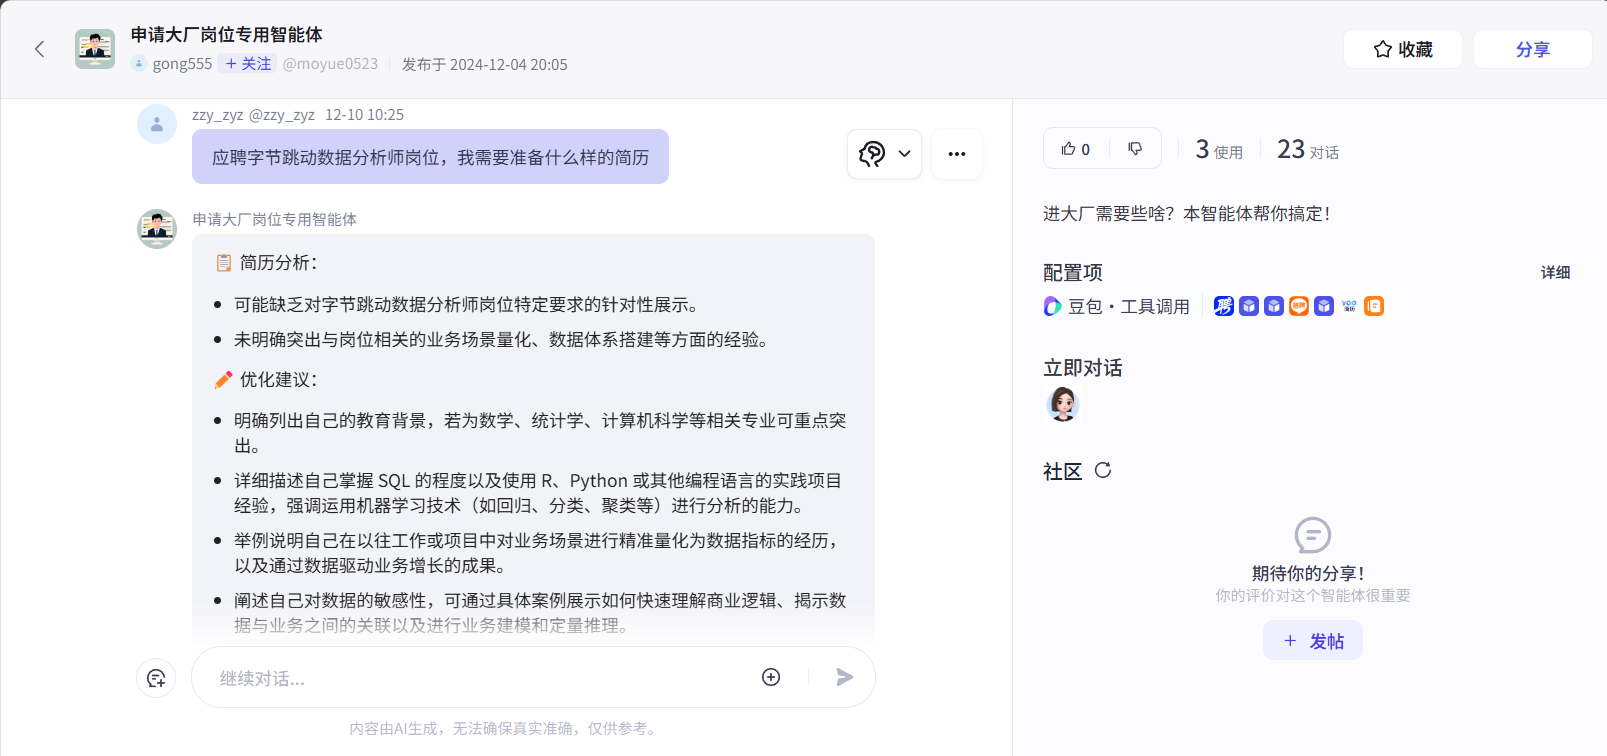 申请大厂岗位专用智能体
gong555 + 关注 @moyue0523 发布于 2024-12-04 20:05
收藏
分享
zzy_zyz @zzy_zyz 12-10 10:25
应聘字节跳动数据分析师岗位，我需要准备什么样的简历
申请大厂岗位专用智能体
简历分析：
可能缺乏对字节跳动数据分析师岗位特定要求的针对性展示。
未明确突出与岗位相关的业务场景量化、数据体系搭建等方面的经验。
优化建议：
明确列出自己的教育背景，若为数学、统计学、计算机科学等相关专业可重点突
出。
详细描述自己掌握 SQL 的程度以及使用 R、Python 或其他编程语言的实践项目
经验，强调运用机器学习技术（如回归、分类、聚类等）进行分析的能力。
举例说明自己在以往工作或项目中对业务场景进行精准量化为数据指标的经历，
以及通过数据驱动业务增长的成果。
阐述自己对数据的敏感性，可通过具体案例展示如何快速理解商业逻辑、揭示数
据与业务之间的关联以及进行业务建模和定量推理。
继续对话...
内容由AI生成，无法确保真实准确，仅供参考。
0
3 使用
23 对话
进大厂需要些啥？本智能体帮你搞定！
配置项
详细
豆包·工具调用
聘
立即对话
社区
期待你的分享！
你的评价对这个智能体很重要
+ 发帖